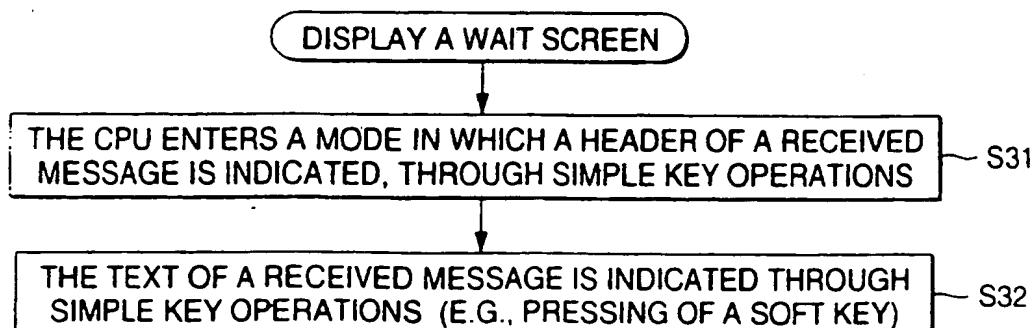 DISPLAY A WAIT SCREEN
THE CPU ENTERS A MODE IN WHICH A HEADER OF A RECEIVED
MESSAGE IS INDICATED, THROUGH SIMPLE KEY OPERATIONS
S31
THE TEXT OF A RECEIVED MESSAGE IS INDICATED THROUGH
SIMPLE KEY OPERATIONS (E.G., PRESSING OF A SOFT KEY)
S32